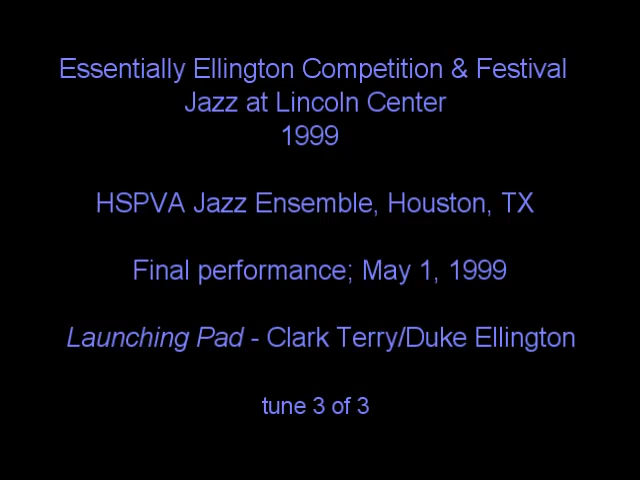 Essentially Ellington Competition & Festival
Jazz at Lincoln Center
1999
HSPVA Jazz Ensemble, Houston, TX
Final performance; May 1, 1999
Launching Pad - Clark Terry/Duke Ellington
tune 3 of 3